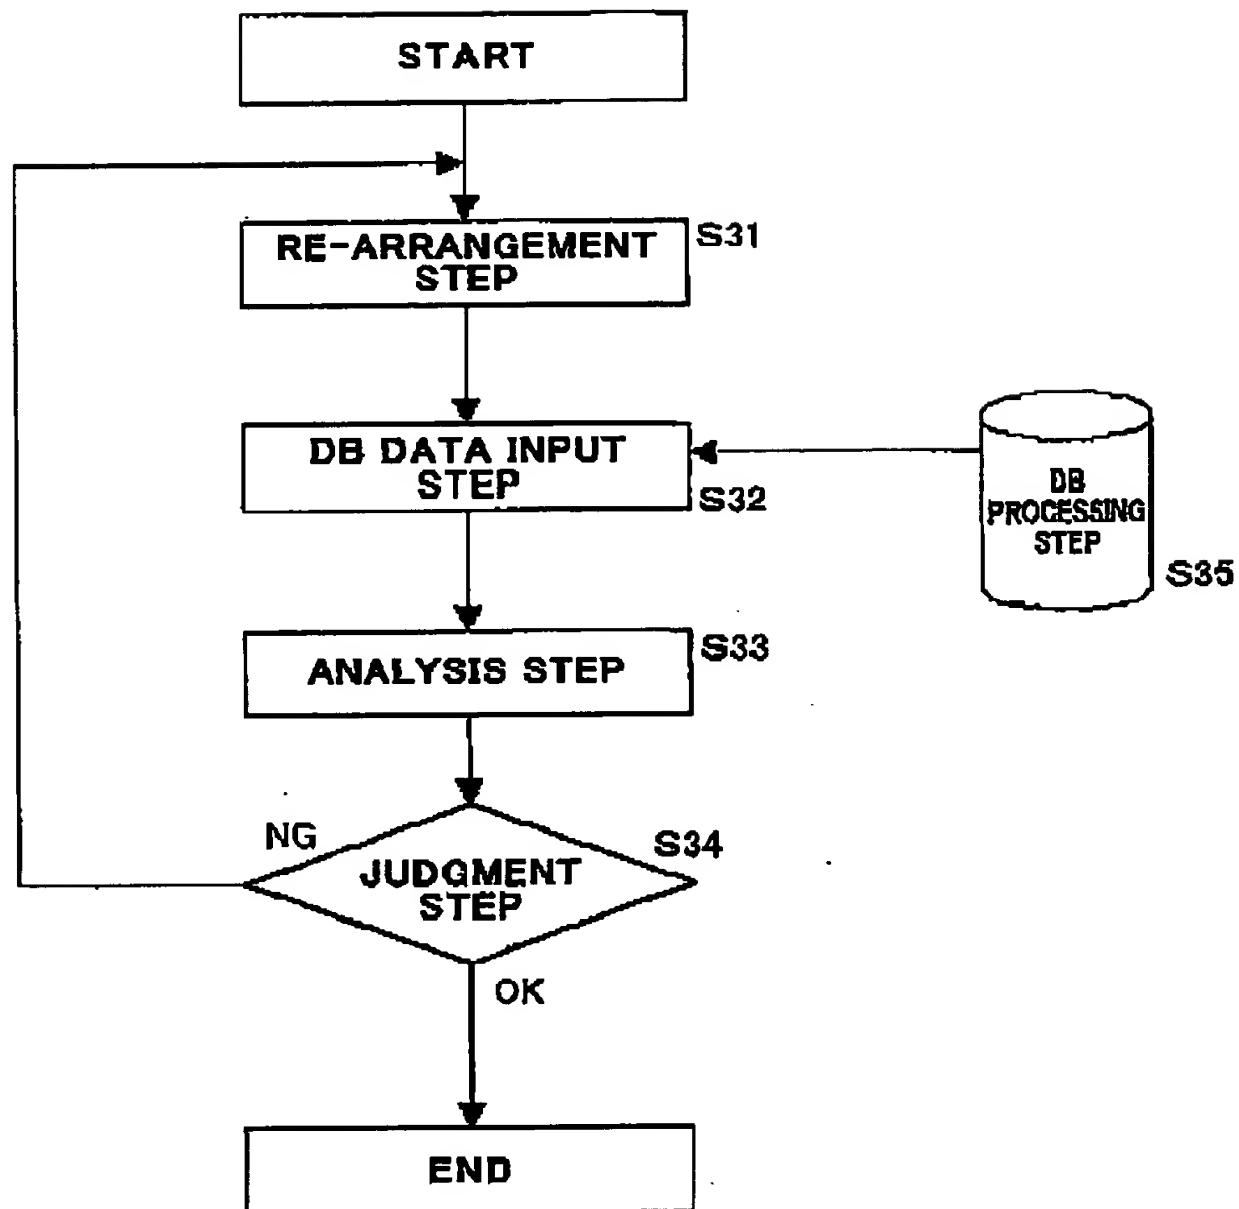 START
RE-ARRANGEMENT
STEP
S31
DB DATA INPUT
STEP
S32
DB
PROCESSING
STEP
S35
ANALYSIS STEP
S33
NG
JUDGMENT
STEP
S34
OK
END